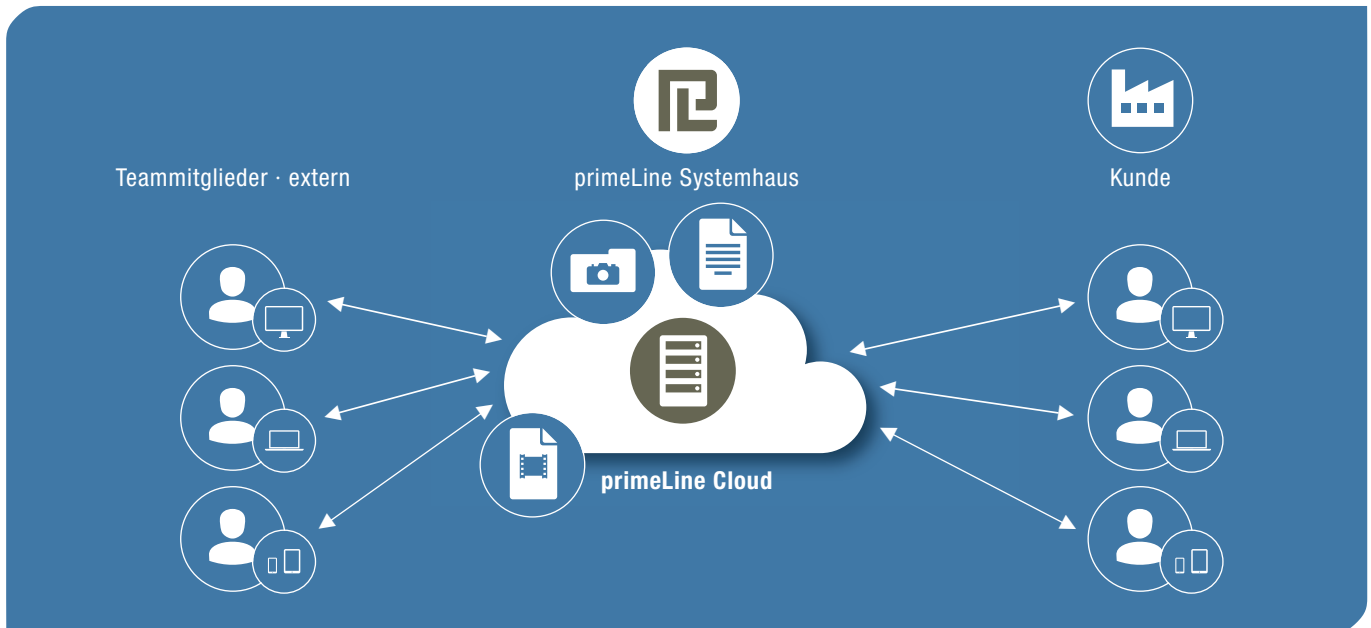 Teammitglieder · extern
primeLine Systemhaus
Kunde
primeLine Cloud